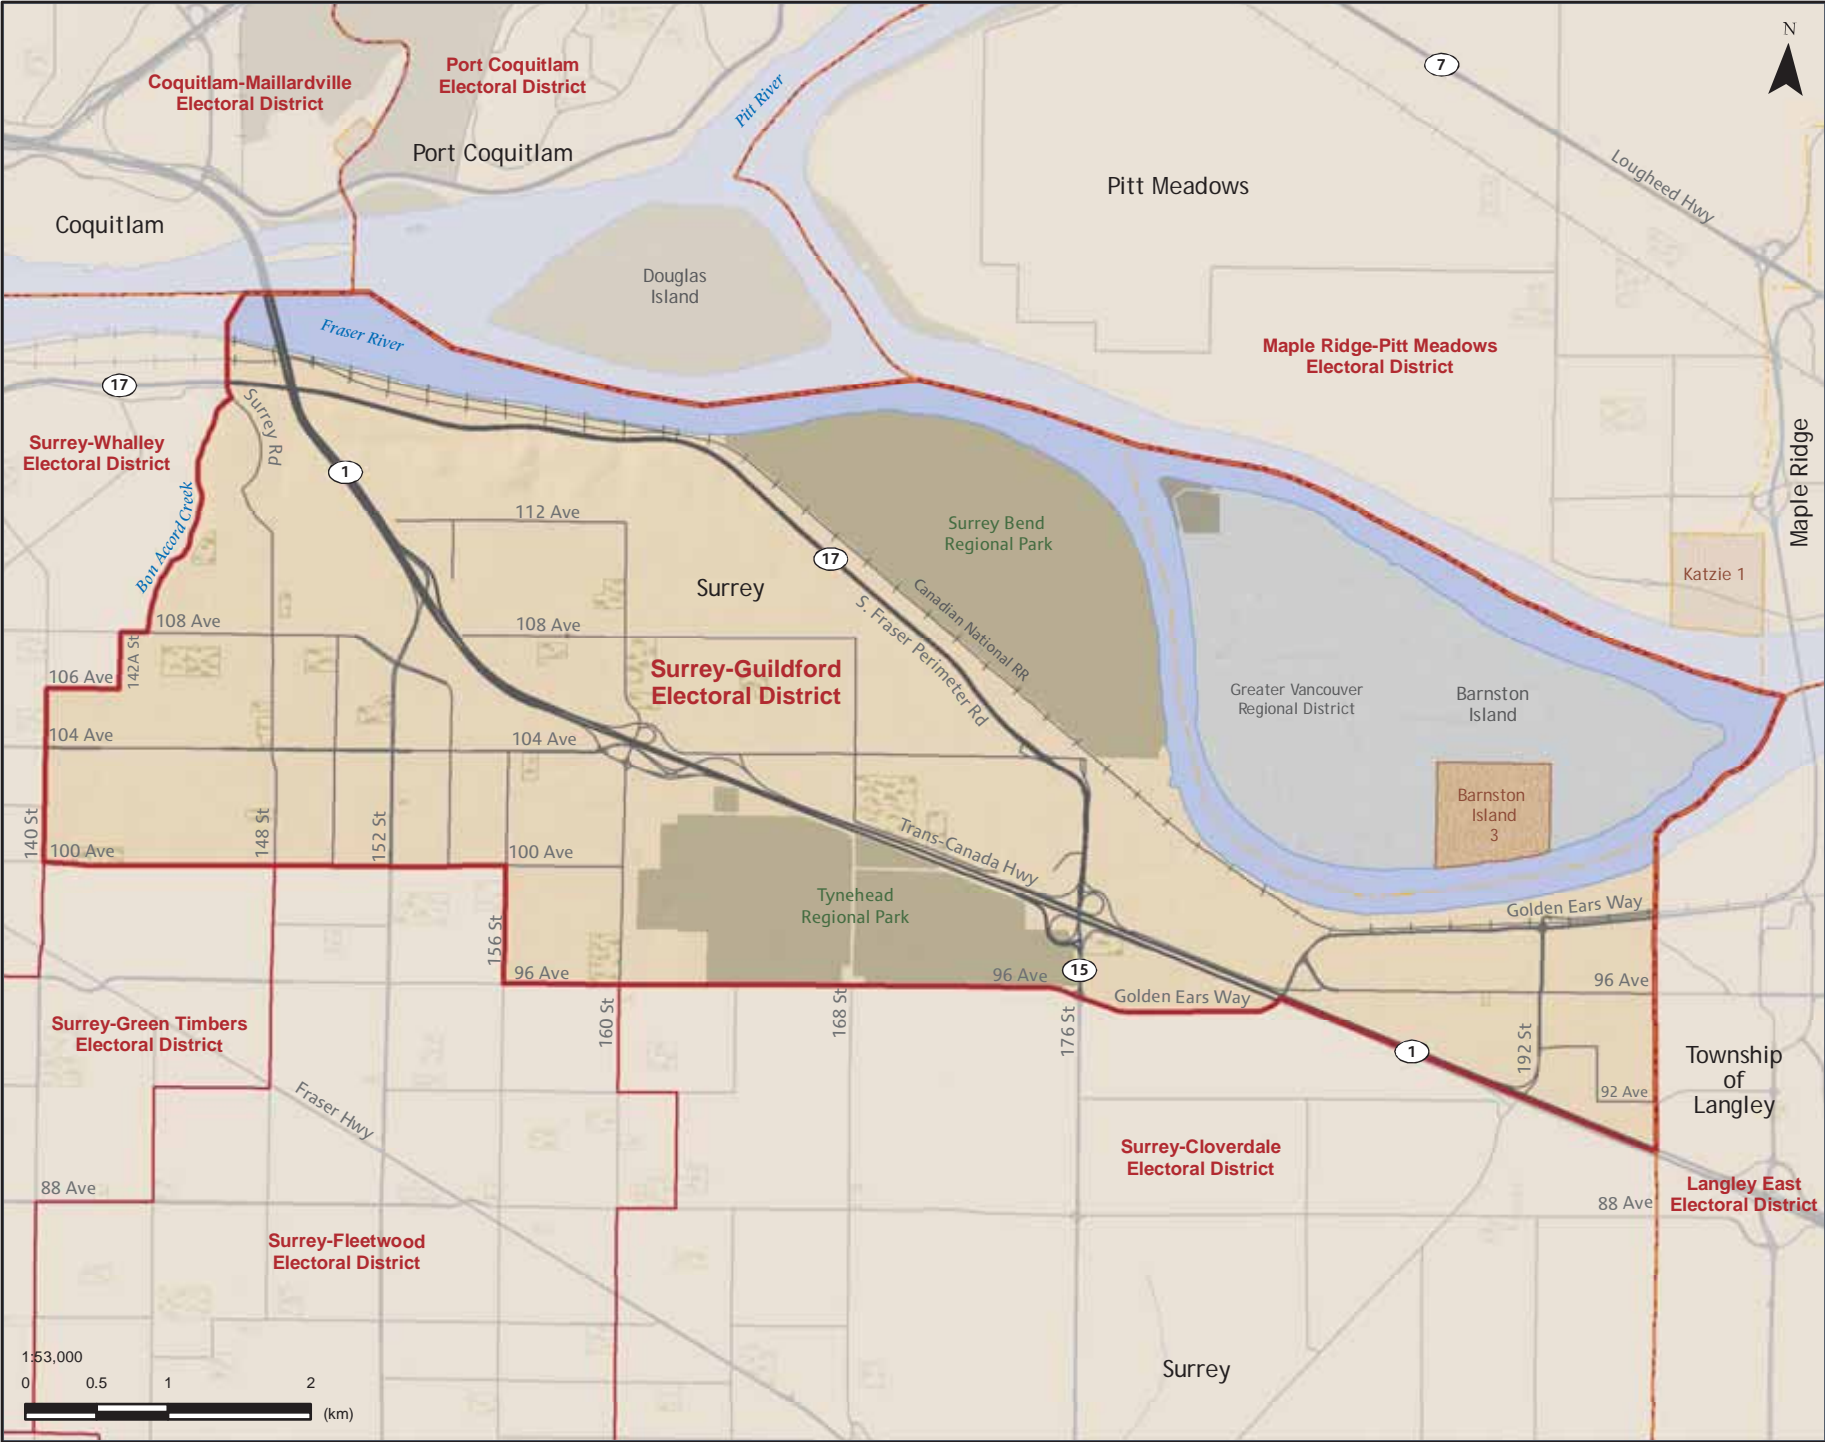 N
7
Lougheed Hwy
Coquitlam-Maillardville
Electoral District
Port Coquitlam
Electoral District
Pitt River
Port Coquitlam
Pitt Meadows
Coquitlam
Douglas
Island
Fraser River
Maple Ridge-Pitt Meadows
Electoral District
17
Surrey Rd
Surrey-Whalley
Electoral District
Maple Ridge
1
Bon Accord Creek
112 Ave
Surrey Bend
Regional Park
17
Katzie 1
Surrey
Canadian National RR
S. Fraser Perimeter Rd
108 Ave
108 Ave
142A St
106 Ave
Surrey-Guildford
Electoral District
Greater Vancouver
Regional District
Barnston
Island
104 Ave
104 Ave
140 St
148 St
152 St
Barnston
Island
3
Trans-Canada Hwy
100 Ave
100 Ave
Tynehead
Regional Park
Golden Ears Way
156 St
96 Ave
96 Ave
15
96 Ave
Golden Ears Way
160 St
168 St
176 St
192 St
1
Surrey-Green Timbers
Electoral District
Township
of
Langley
92 Ave
Fraser Hwy
Surrey-Cloverdale
Electoral District
88 Ave
88 Ave
Langley East
Electoral District
Surrey-Fleetwood
Electoral District
Surrey
1:53,000
0 0.5 1 2
(km)